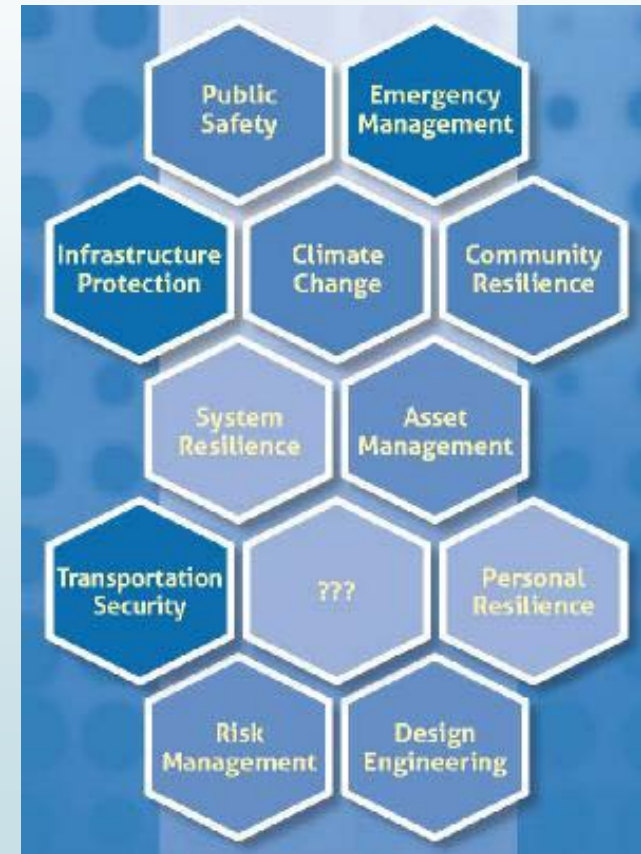 Public
Safety
Emergency
Management
Infrastructure
Protection
Climate
Change
Community
Resilience
System
Resilience
Asset
Management
Transportation
Security
???
Personal
Resilience
Risk
Management
Design
Engineering